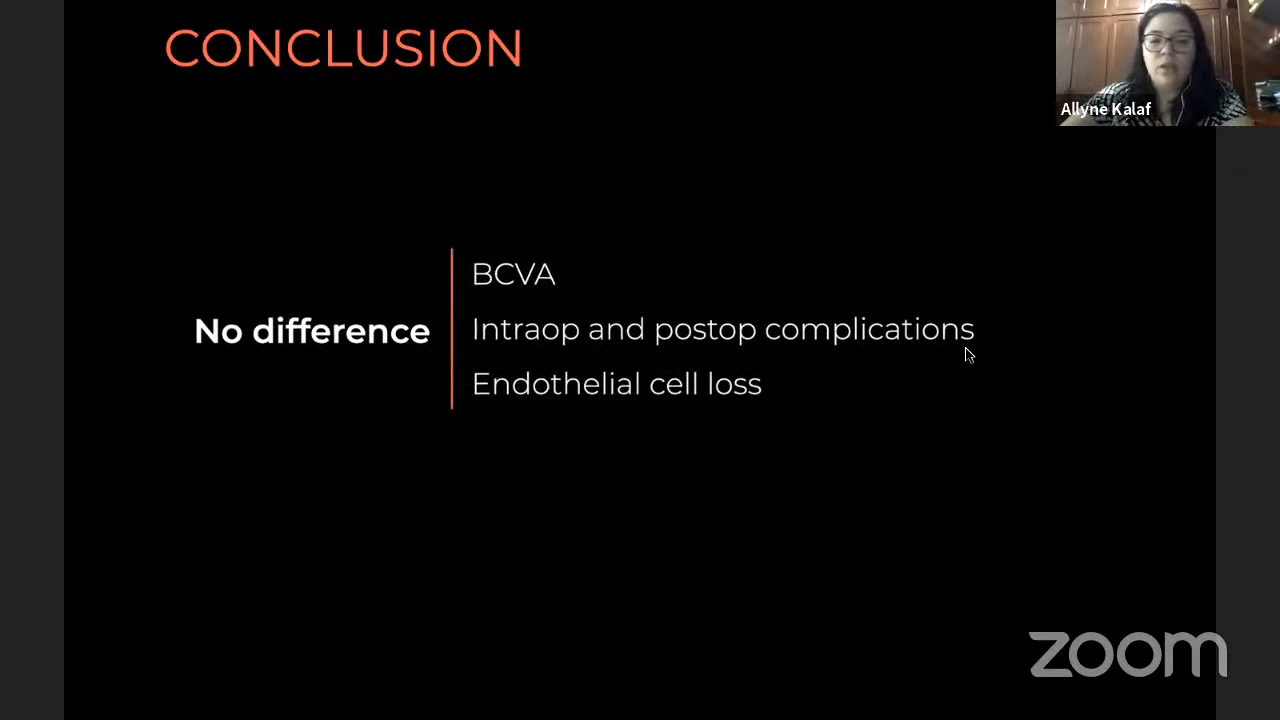 CONCLUSION
Allyne Kalaf
BCVA
No difference
Intraop and postop complications
Endothelial cell loss
zoom